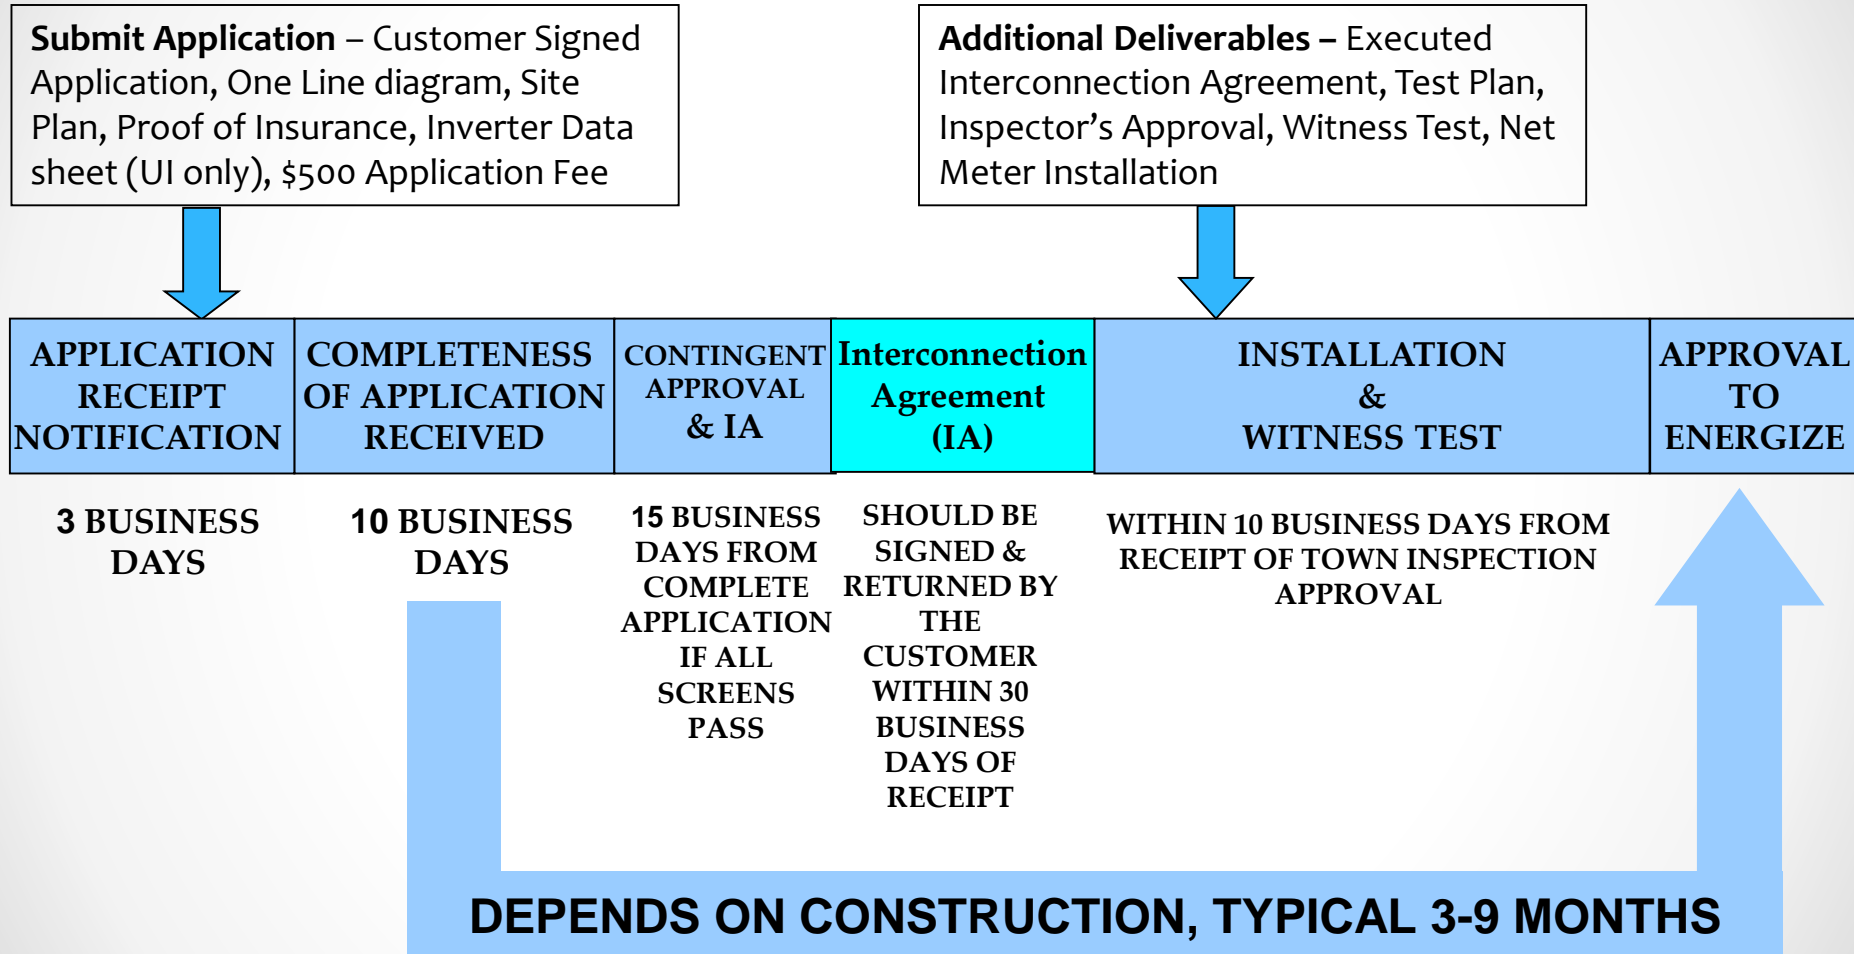 Submit Application – Customer Signed
Application, One Line diagram, Site
Plan, Proof of Insurance, Inverter Data
sheet (UI only), $500 Application Fee
Additional Deliverables – Executed
Interconnection Agreement, Test Plan,
Inspector’s Approval, Witness Test, Net
Meter Installation
APPLICATION
RECEIPT
NOTIFICATION
COMPLETENESS
OF APPLICATION
RECEIVED
CONTINGENT
APPROVAL
& IA
Interconnection
Agreement
(IA)
INSTALLATION
&
WITNESS TEST
APPROVAL
TO
ENERGIZE
3 BUSINESS
DAYS
10 BUSINESS
DAYS
15 BUSINESS
DAYS FROM
COMPLETE
APPLICATION
IF ALL
SCREENS
PASS
SHOULD BE
SIGNED &
RETURNED BY
THE
CUSTOMER
WITHIN 30
BUSINESS
DAYS OF
RECEIPT
WITHIN 10 BUSINESS DAYS FROM
RECEIPT OF TOWN INSPECTION
APPROVAL
DEPENDS ON CONSTRUCTION, TYPICAL 3-9 MONTHS